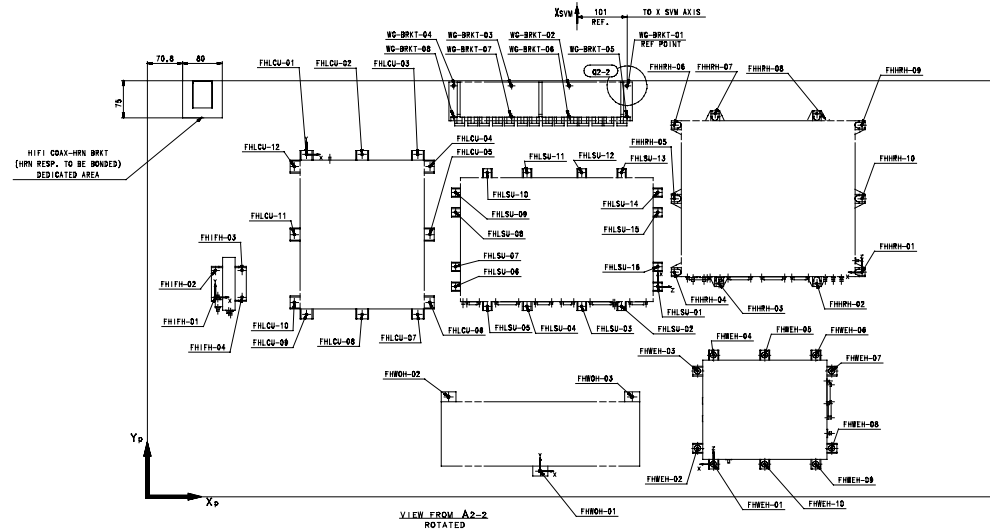 XSVM
101
REF.
TO X SVM AXIS
WG-BRKT-04
WG-BRKT-03
WG-BRKT-02
WG-BRKT-01
REF POINT
WG-BRKT-08
WG-BRKT-07
WG-BRKT-06
WG-BRKT-05
70.8
80
75
FHLCU-01
FHLCU-02
FHLCU-03
FHHRH-06
FHHRH-07
FHHRH-08
FHHRH-09
HIFI COAX-HRN BRKT
(HRN RESP. TO BE BONDED)
DEDICATED AREA
FHLCU-12
FHLCU-04
FHLCU-05
FHLSU-11
FHLSU-12
FHLSU-13
FHHRH-05
FHHRH-10
FHLSU-10
FHLSU-09
FHLSU-08
FHLSU-14
FHLSU-15
FHLCU-11
FHIFH-03
FHIFH-02
FHIFH-01
FHIFH-04
FHLSU-07
FHLSU-06
FHLSU-16
FHHRH-01
FHHRH-04
FHHRH-03
FHHRH-02
FHLCU-10
FHLCU-09
FHLCU-08
FHLCU-07
FHLCU-06
FHLSU-05
FHLSU-04
FHLSU-03
FHLSU-02
FHLSU-01
FHWEH-03
FHWEH-04
FHWEH-05
FHWEH-06
FHWEH-07
FHWOH-02
FHWOH-03
FHWEH-08
FHWEH-02
FHWEH-01
FHWEH-10
FHWEH-09
FHWOH-01
Yp
Xp
VIEW FROM A2-2
ROTATED